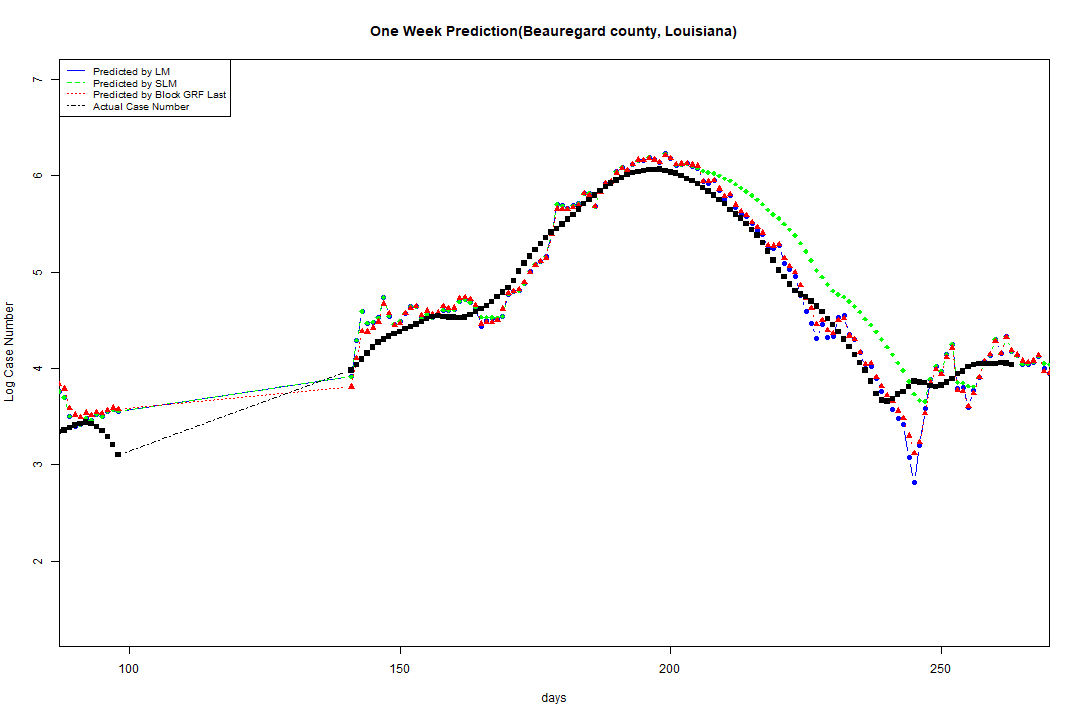 One Week Prediction(Beauregard county, Louisiana)
Predicted by LM
Predicted by SLM
Predicted by Block GRF Last
Actual Case Number
7
6
5
4
3
2
Log Case Number
100 150 200 250
days